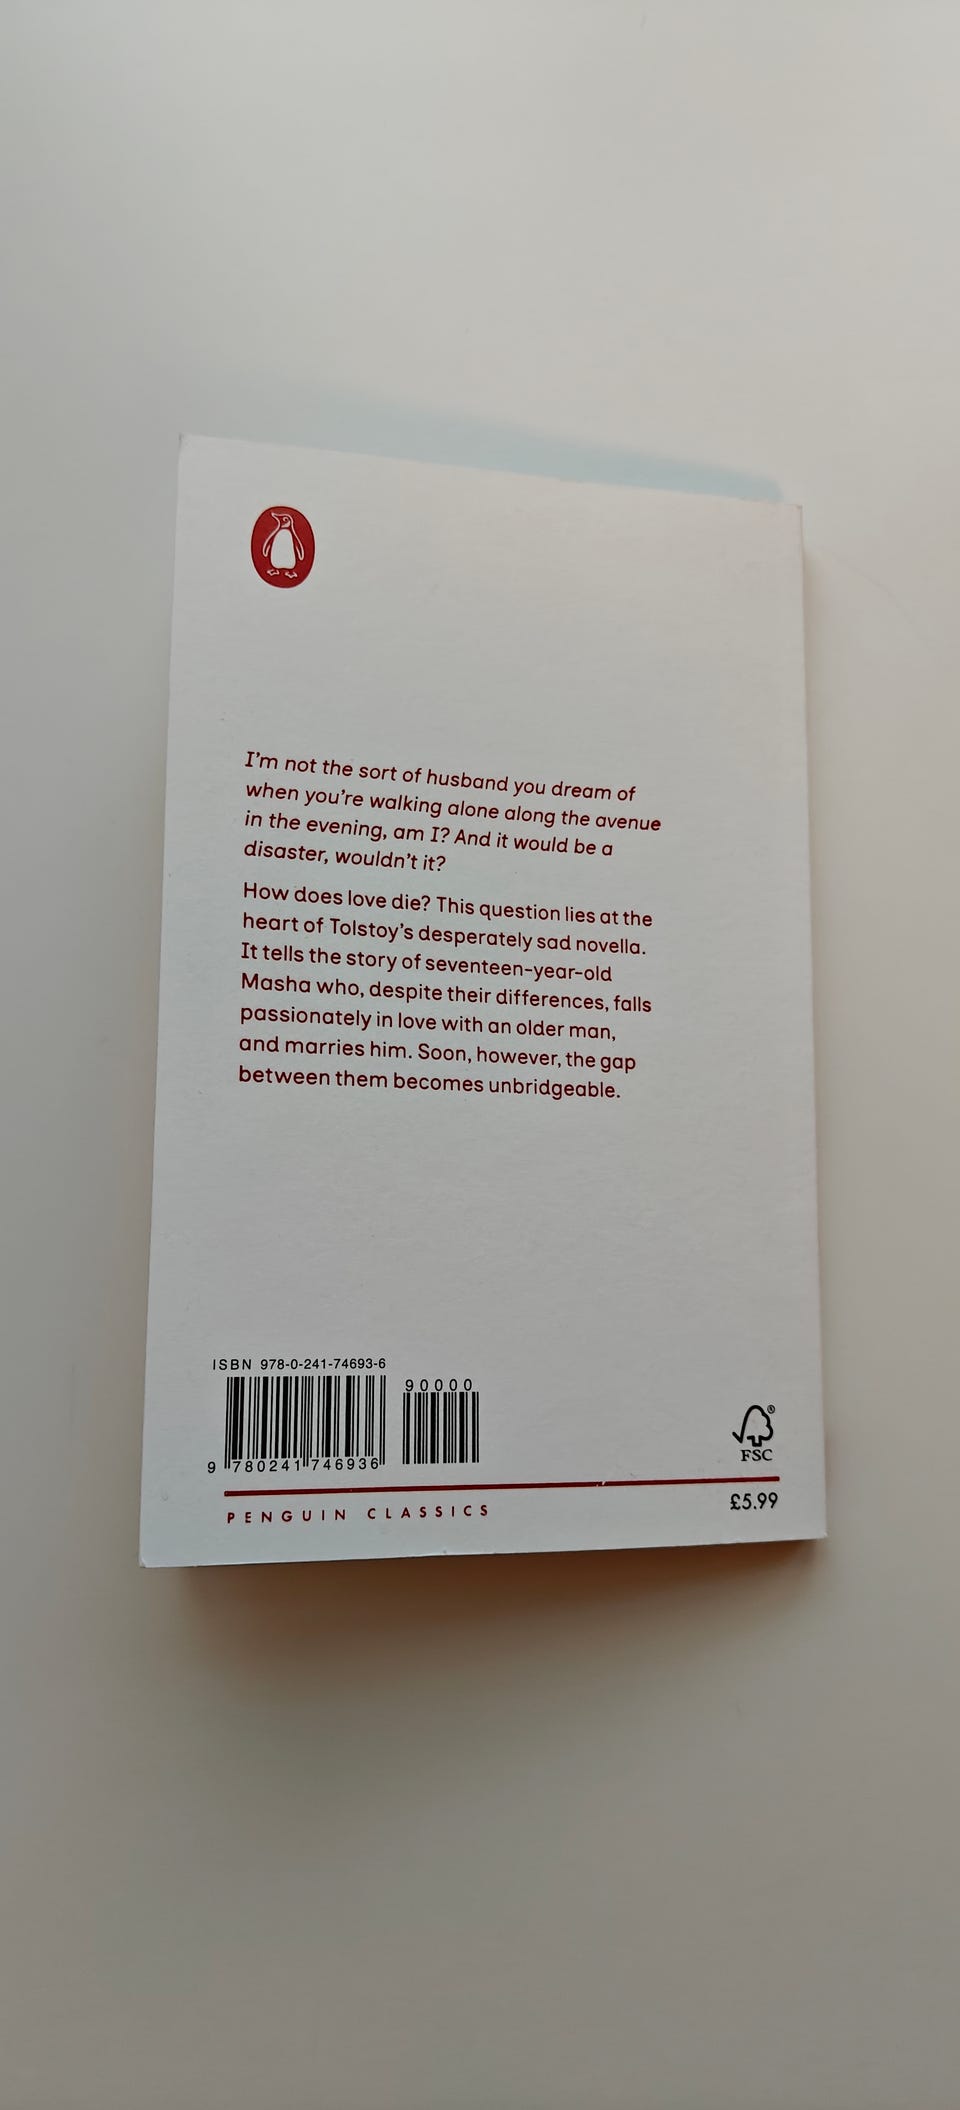 I'm not the sort of husband you dream of
when you're walking alone along the avenue
in the evening, am I? And it would be a
disaster, wouldn't it?
How does love die? This question lies at the
heart of Tolstoy's desperately sad novella.
It tells the story of seventeen-year-old
Masha who, despite their differences, falls
passionately in love with an older man,
and marries him. Soon, however, the gap
between them becomes unbridgeable.
ISBN 978-0-241-74693-6
90000
9 780241 746936
FSC
®
PENGUIN CLASSICS
£5.99